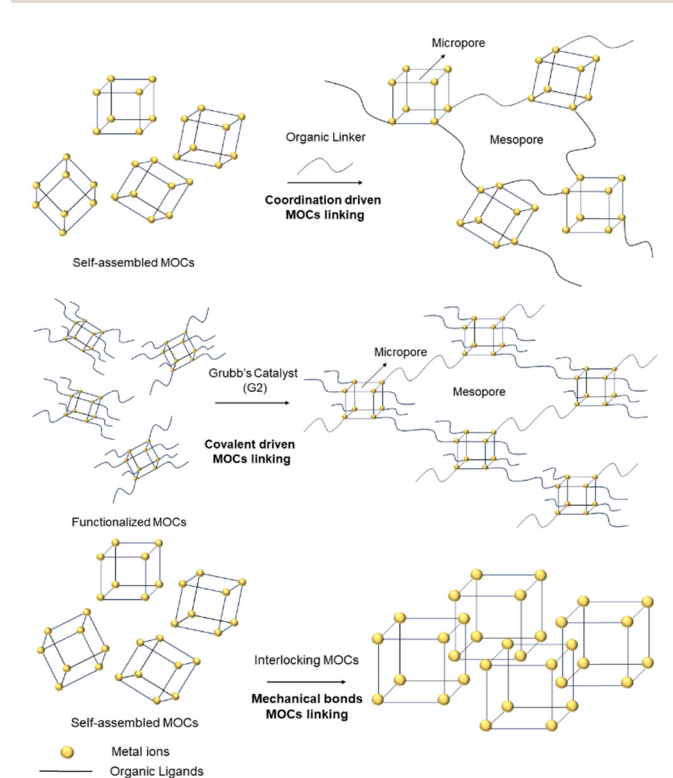 Micropore
Organic Linker
Mesopore
Coordination driven
MOCs linking
Self-assembled MOCs
Grubb's Catalyst
(G2)
Micropore
Mesopore
Covalent driven
MOCs linking
Functionalized MOCs
Interlocking MOCs
Mechanical bonds
MOCs linking
Self-assembled MOCs
Metal ions
Organic Ligands